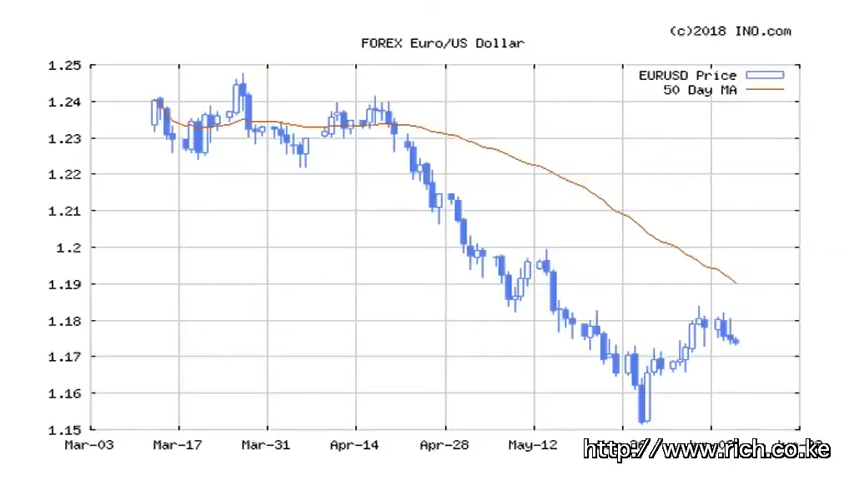 (c)2018 INO.com
FOREX Euro/US Dollar
EURUSD Price
50 Day MA
1.25
1.24
1.23
1.22
1.21
1.2
1.19
1.18
1.17
1.16
1.15
Mar-03 Mar-17 Mar-31 Apr-14 Apr-28 May-12
http://www.rich.co.ke